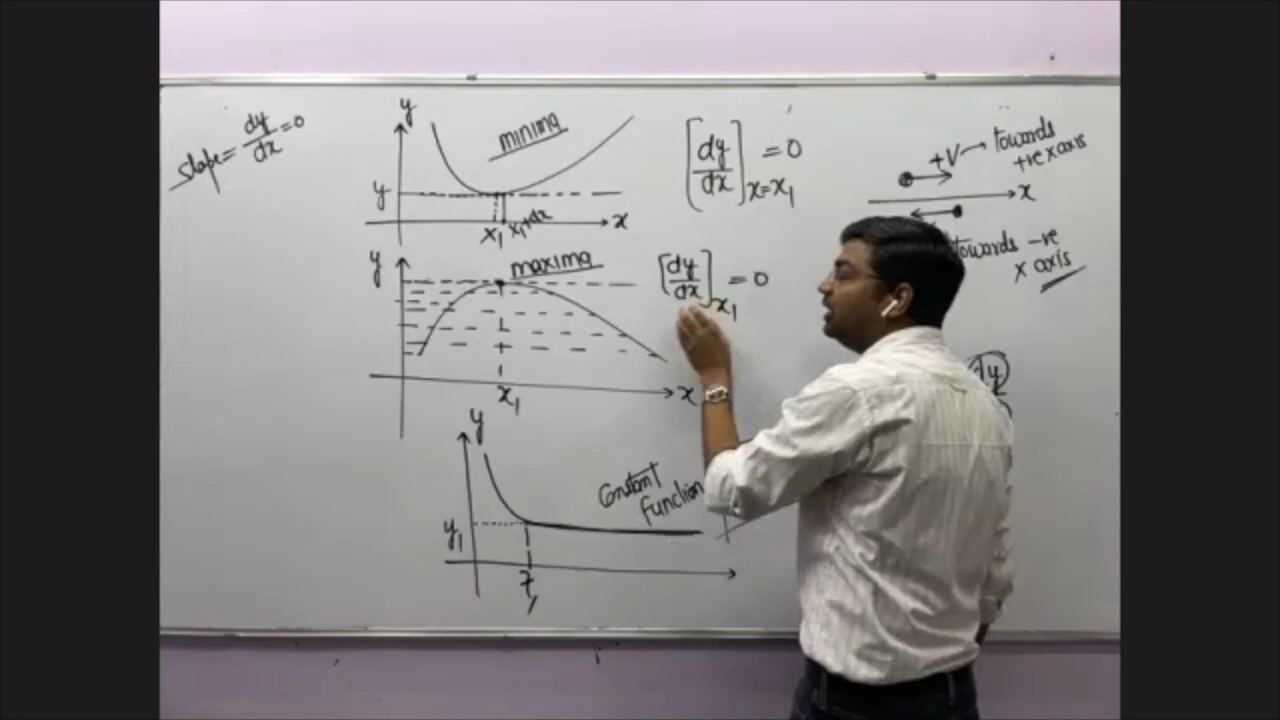 slope = dy/dx = 0
y
minima
y
x₁ x₁+dx
x
[dy/dx]x=x₁ = 0
+V → towards
+ve x axis
x
towards -ve
x axis
y
maxima
x₁
x
[dy/dx]x₁ = 0
dy
y
Constant
function
y₁